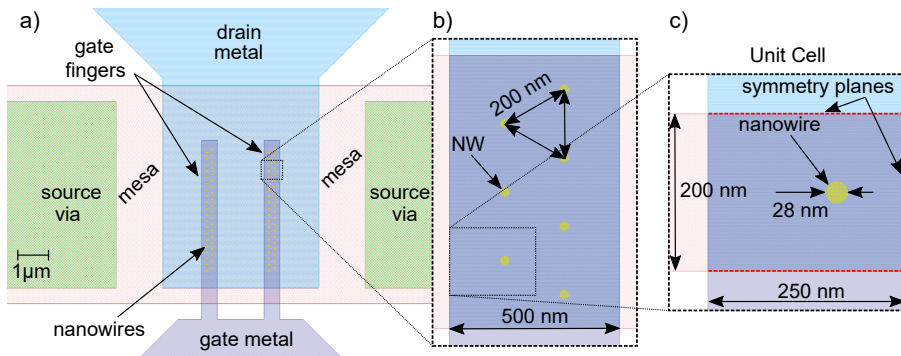 a)
drain
metal
gate
fingers
mesa
mesa
source
via
source
via
1µm
nanowires
gate metal
b)
200 nm
NW
500 nm
c)
Unit Cell
symmetry planes
nanowire
200 nm
28 nm
250 nm